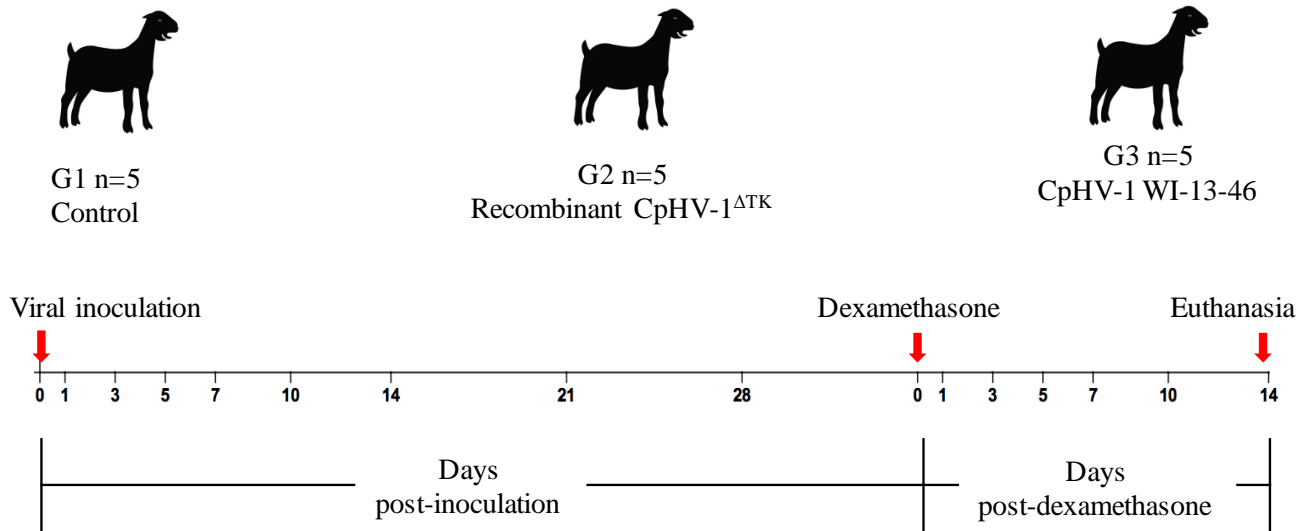 G1 n=5
Control
G2 n=5
Recombinant CpHV-1ΔTK
G3 n=5
CpHV-1 WI-13-46
Viral inoculation
Dexamethasone
Euthanasia
0 1 3 5 7 10 14 21 28 0 1 3 5 7 10 14
Days
post-inoculation
Days
post-dexamethasone